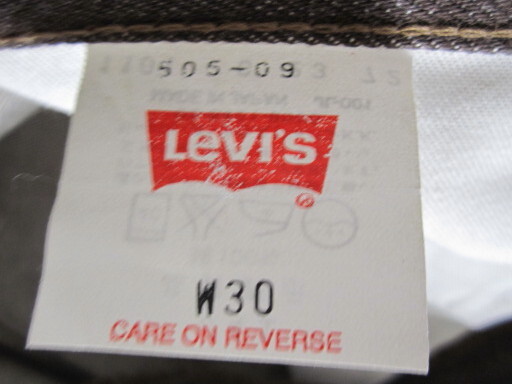 505-09
LEVI'S
®
W30
CARE ON REVERSE